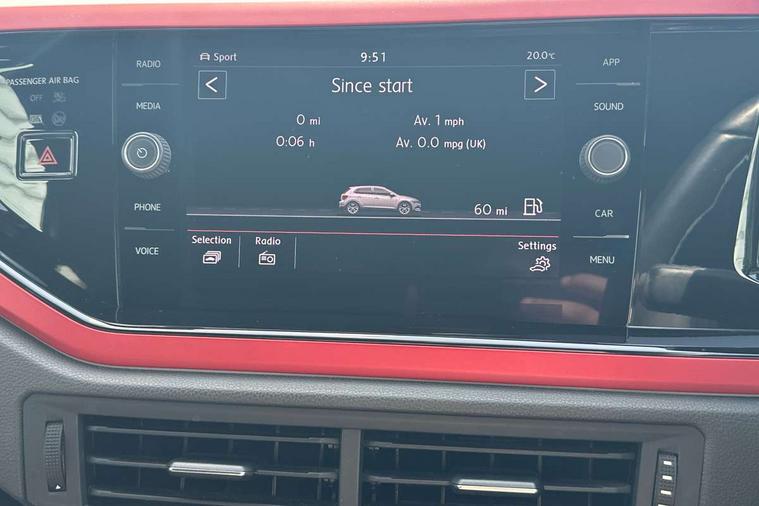 Sport 9:51 20.0°C
RADIO
APP
PASSENGER AIR BAG
< Since start >
OFF
MEDIA
SOUND
0 mi Av. 1 mph
0:06 h Av. 0.0 mpg (UK)
PHONE
60 mi
CAR
VOICE
Selection Radio Settings
MENU